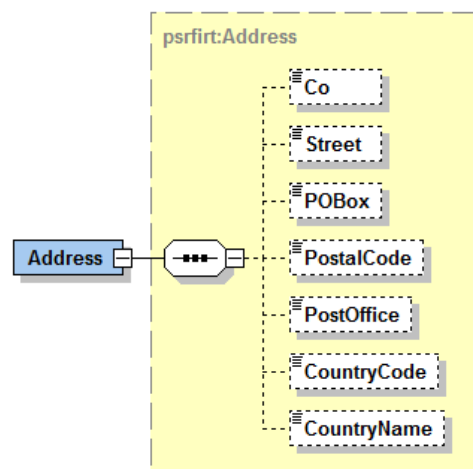 psrfirt:Address
Co
Street
POBox
Address
PostalCode
PostOffice
CountryCode
CountryName